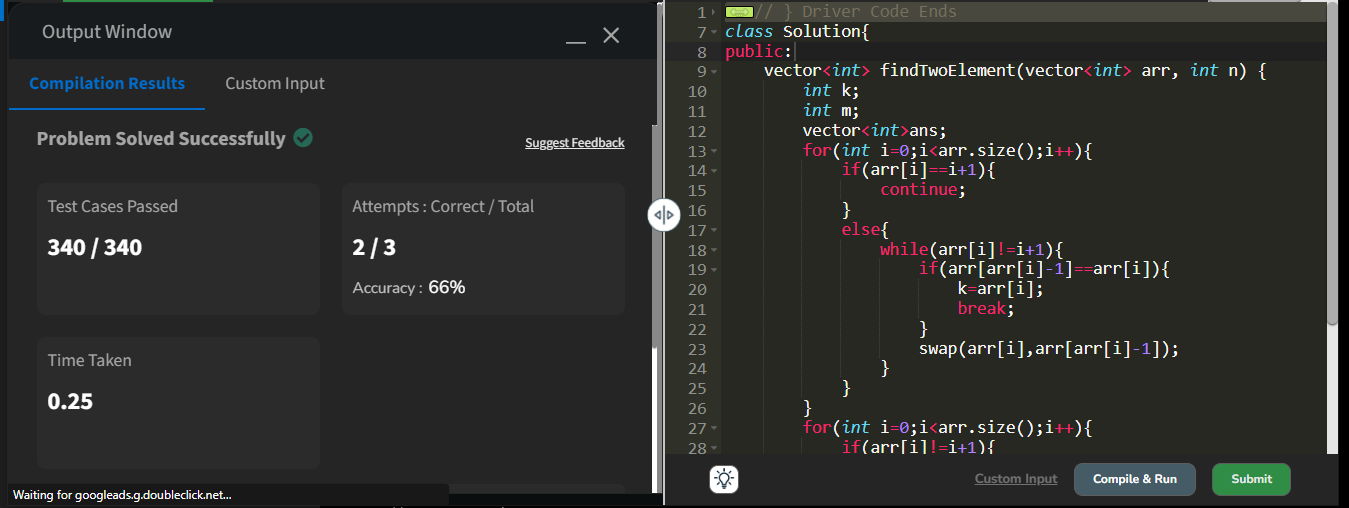 Output Window
Compilation Results
Custom Input
Problem Solved Successfully
Suggest Feedback
Test Cases Passed
340 / 340
Attempts : Correct / Total
2 / 3
Accuracy : 66%
Time Taken
0.25
Waiting for googleads.g.doubleclick.net...
1 // } Driver Code Ends
7 class Solution{
8 public:
9     vector<int> findTwoElement(vector<int> arr, int n) {
10         int k;
11         int m;
12         vector<int>ans;
13         for(int i=0;i<arr.size();i++){
14             if(arr[i]==i+1){
15                 continue;
16             }
17             else{
18                 while(arr[i]!=i+1){
19                     if(arr[arr[i]-1]==arr[i]){
20                         k=arr[i];
21                         break;
22                     }
23                     swap(arr[i],arr[arr[i]-1]);
24                 }
25             }
26         }
27         for(int i=0;i<arr.size();i++){
28             if(arr[i]!=i+1){
Custom Input
Compile & Run
Submit